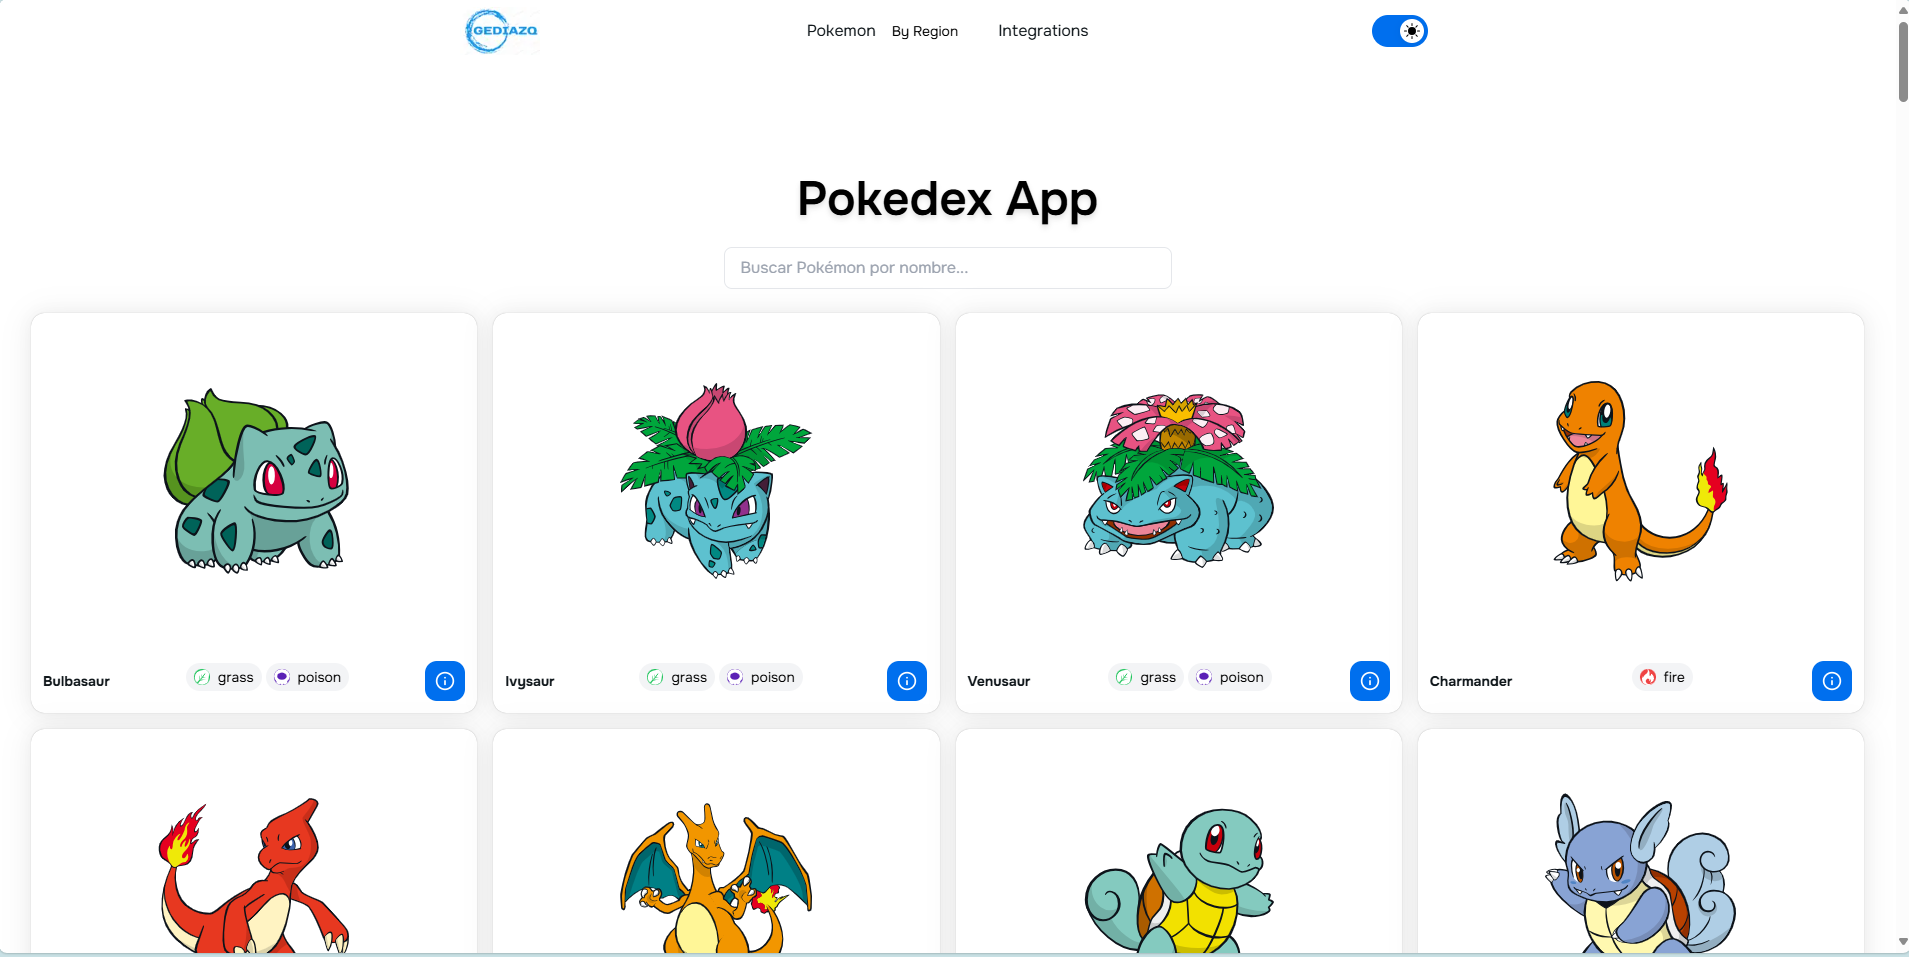 GEDIAZQ
Pokemon By Region Integrations
Pokedex App
Buscar Pokémon por nombre...
Bulbasaur grass poison
Ivysaur grass poison
Venusaur grass poison
Charmander fire